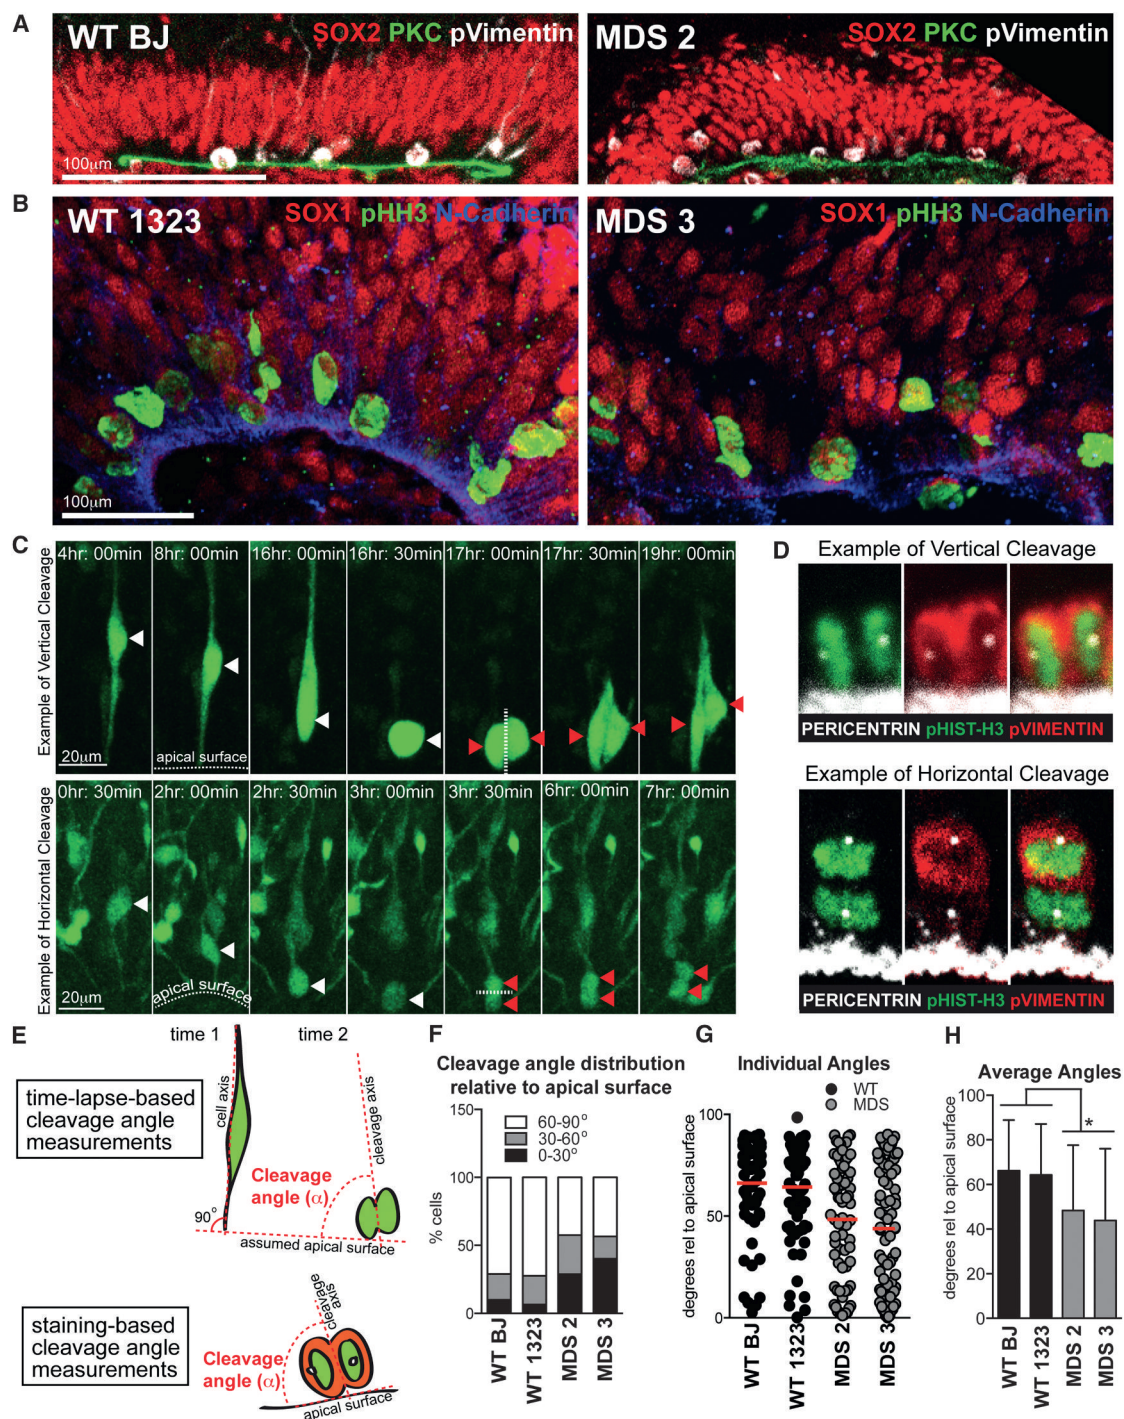 A
WT BJ
SOX2 PKC pVimentin
100µm
MDS 2
SOX2 PKC pVimentin
B
WT 1323
SOX1 pHH3 N-Cadherin
100µm
MDS 3
SOX1 pHH3 N-Cadherin
C
Example of Vertical Cleavage
4hr: 00min
8hr: 00min
16hr: 00min
16hr: 30min
17hr: 00min
17hr: 30min
19hr: 00min
20µm
apical surface
Example of Horizontal Cleavage
0hr: 30min
2hr: 00min
2hr: 30min
3hr: 00min
3hr: 30min
6hr: 00min
7hr: 00min
20µm
apical surface
D
Example of Vertical Cleavage
PERICENTRIN pHIST-H3 pVIMENTIN
Example of Horizontal Cleavage
PERICENTRIN pHIST-H3 pVIMENTIN
E
time 1
time 2
time-lapse-based
cleavage angle
measurements
cell axis
cleavage axis
Cleavage
angle (α)
90°
assumed apical surface
staining-based
cleavage angle
measurements
cleavage
axis
Cleavage
angle (α)
apical surface
F
Cleavage angle distribution
relative to apical surface
150
100
50
0
% cells
60-90°
30-60°
0-30°
WT BJ
WT 1323
MDS 2
MDS 3
G
Individual Angles
WT
MDS
100
50
0
degrees rel to apical surface
WT BJ
WT 1323
MDS 2
MDS 3
H
Average Angles
*
100
80
60
40
20
0
degrees rel to apical surface
WT BJ
WT 1323
MDS 2
MDS 3